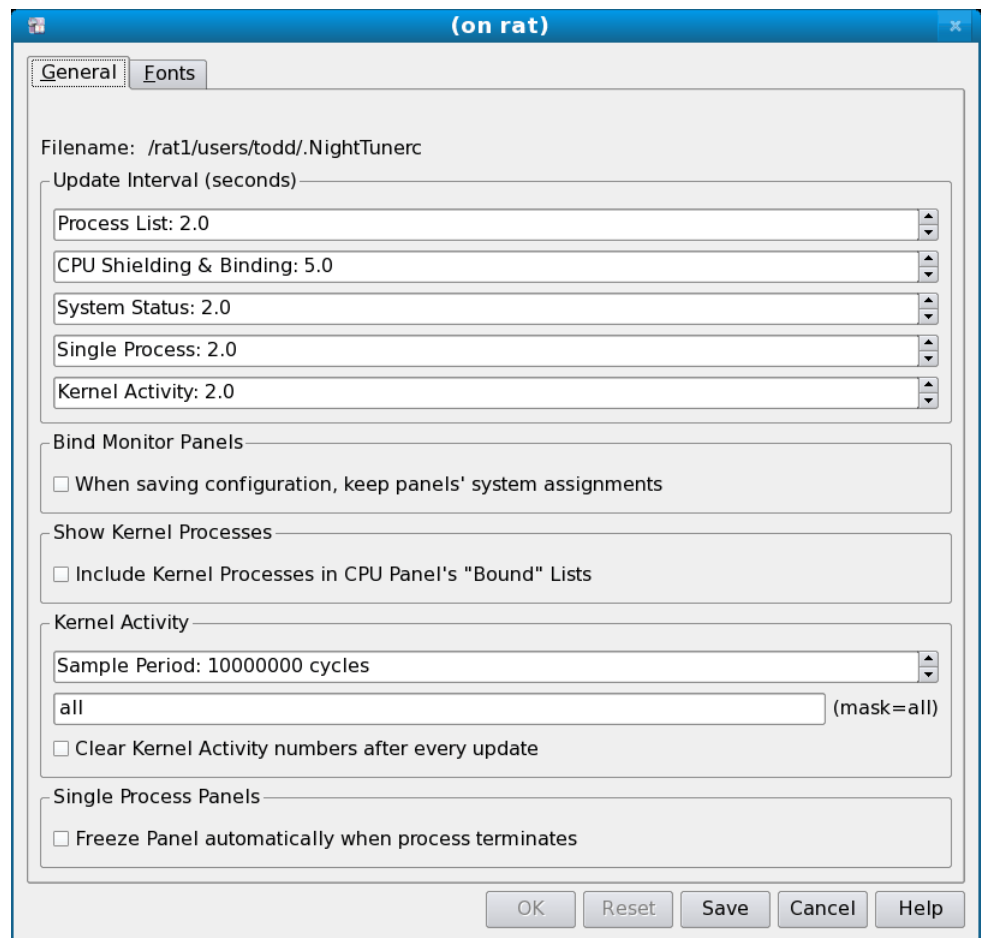 (on rat)
General Fonts
Filename: /rat1/users/todd/.NightTunerc
Update Interval (seconds)
Process List: 2.0
CPU Shielding & Binding: 5.0
System Status: 2.0
Single Process: 2.0
Kernel Activity: 2.0
Bind Monitor Panels
When saving configuration, keep panels' system assignments
Show Kernel Processes
Include Kernel Processes in CPU Panel's "Bound" Lists
Kernel Activity
Sample Period: 10000000 cycles
all (mask=all)
Clear Kernel Activity numbers after every update
Single Process Panels
Freeze Panel automatically when process terminates
OK Reset Save Cancel Help